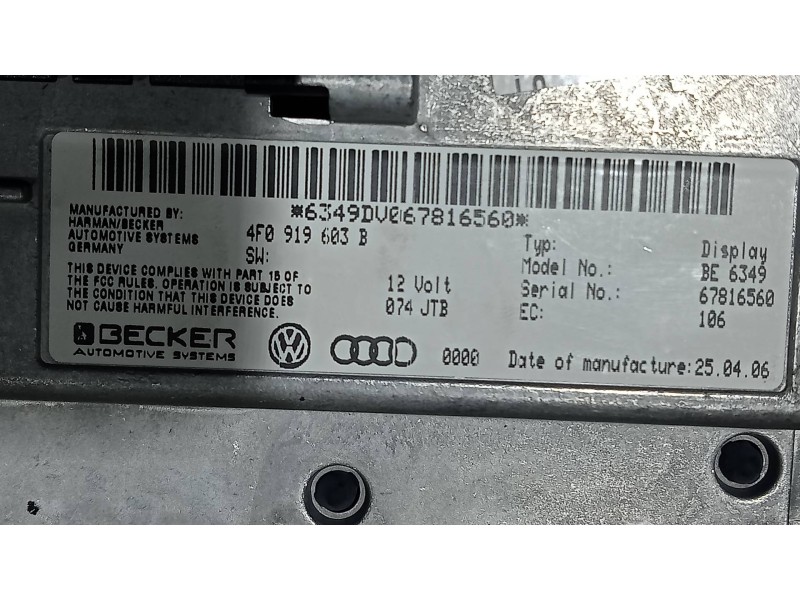 *6349DV067816560*
MANUFACTURED BY:
HARMAN/BECKER
AUTOMOTIVE SYSTEMS
GERMANY
4F0 919 603 B
SW:
THIS DEVICE COMPLIES WITH PART 15 OF
THE FCC RULES. OPERATION IS SUBJECT TO
THE CONDITION THAT THIS DEVICE DOES
NOT CAUSE HARMFUL INTERFERENCE.
12 Volt
074 JTB
Typ: Display
Model No.: BE 6349
Serial No.: 67816560
EC: 106
BECKER
AUTOMOTIVE SYSTEMS
VW
0000
Date of manufacture: 25.04.06